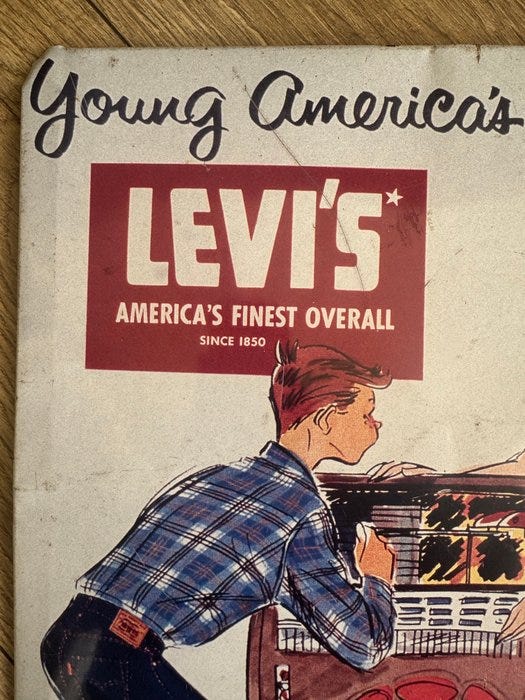 Young America's
LEVI'S
AMERICA'S FINEST OVERALL
SINCE 1850